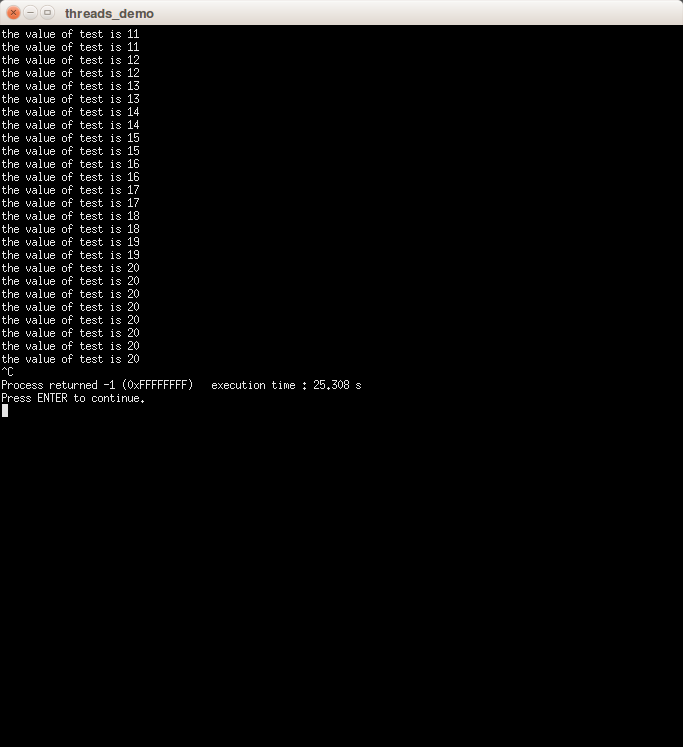 threads_demo
the value of test is 11
the value of test is 11
the value of test is 12
the value of test is 12
the value of test is 13
the value of test is 13
the value of test is 14
the value of test is 14
the value of test is 15
the value of test is 15
the value of test is 16
the value of test is 16
the value of test is 17
the value of test is 17
the value of test is 18
the value of test is 18
the value of test is 19
the value of test is 19
the value of test is 20
the value of test is 20
the value of test is 20
the value of test is 20
the value of test is 20
the value of test is 20
the value of test is 20
the value of test is 20
^C
Process returned -1 (0xFFFFFFFF)   execution time : 25.308 s
Press ENTER to continue.